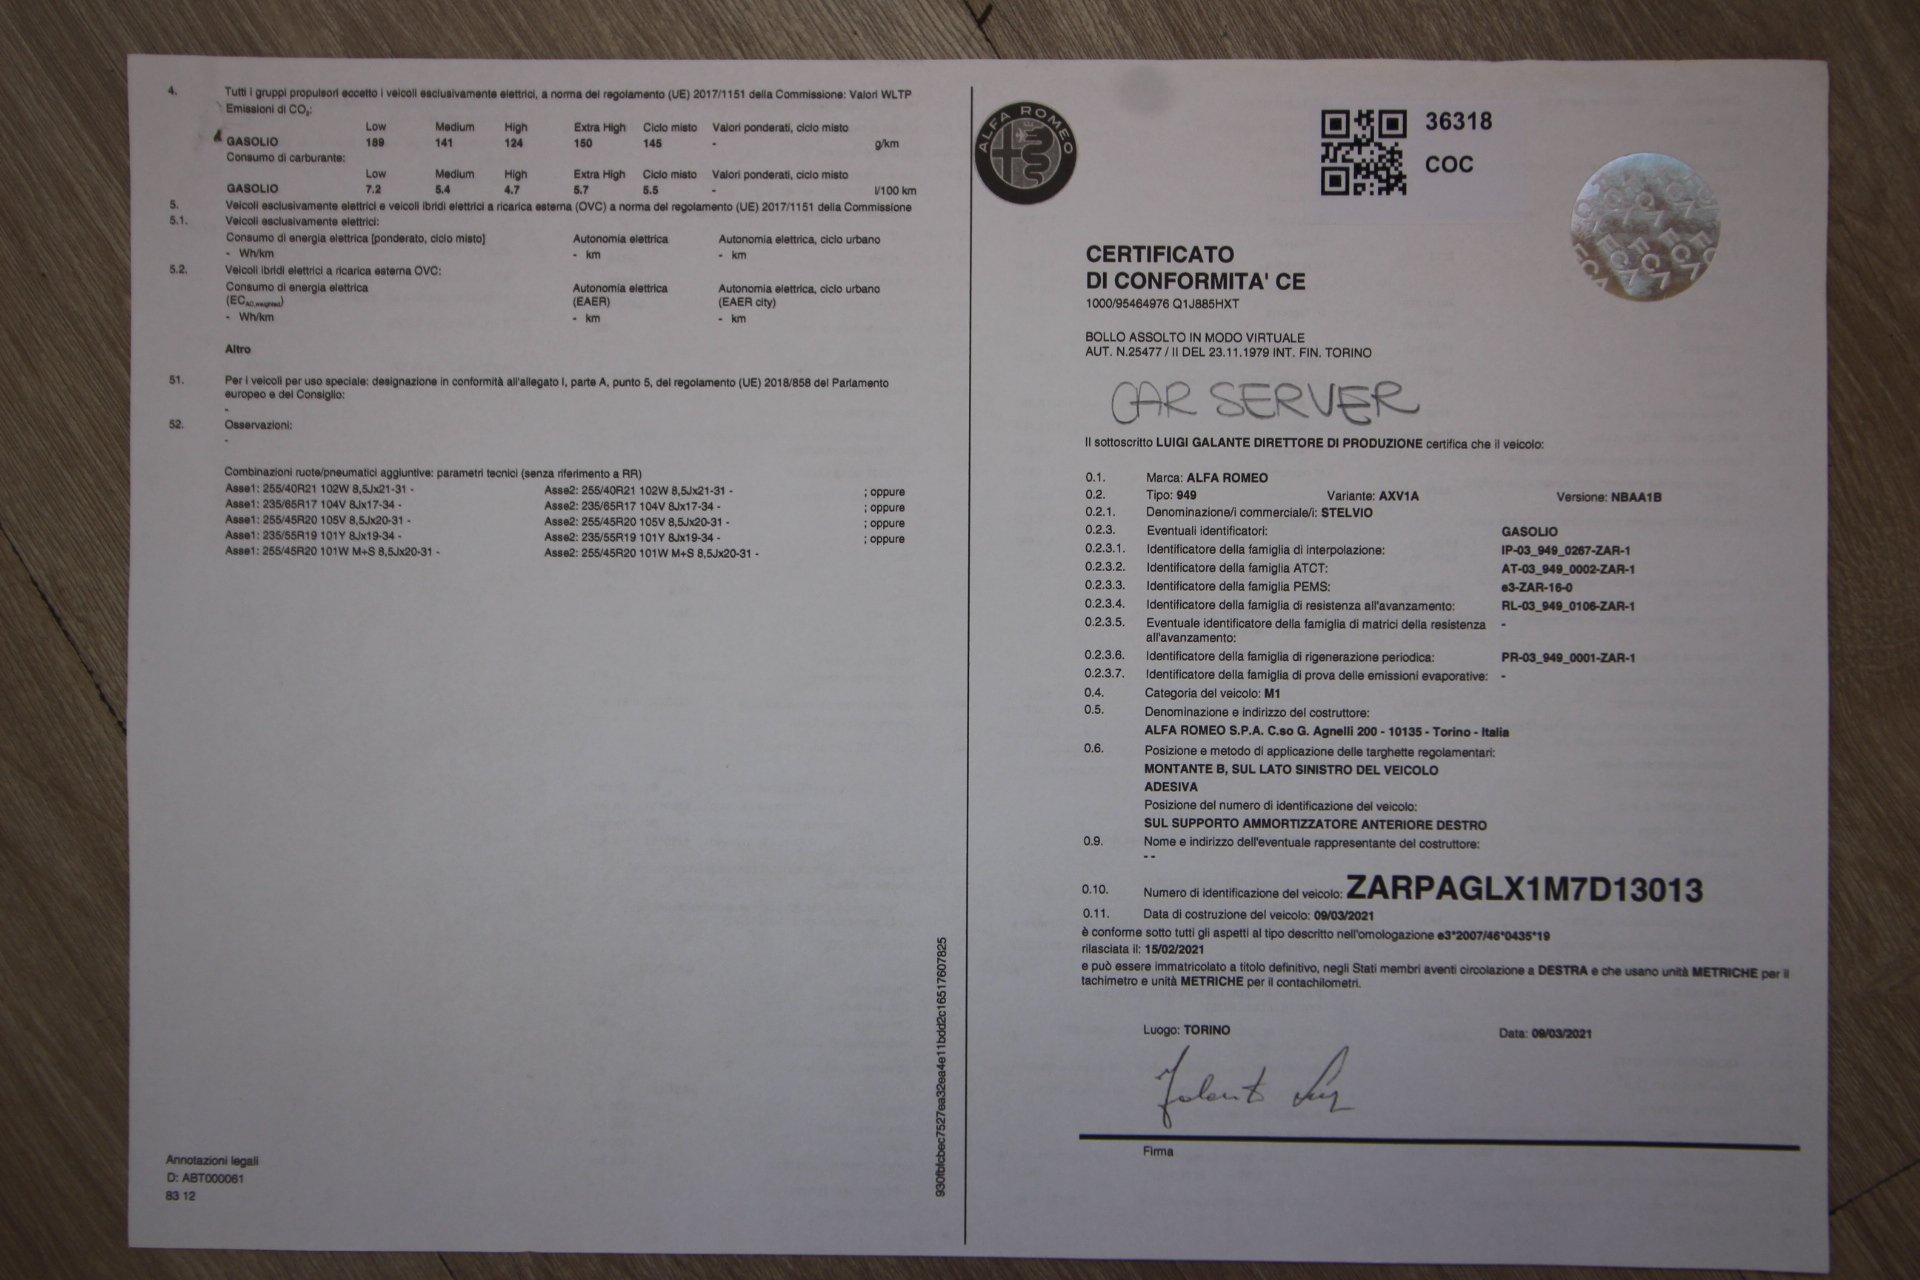 4. Tutti i gruppi propulsori eccetto i veicoli esclusivamente elettrici, a norma del regolamento (UE) 2017/1151 della Commissione: Valori WLTP
Emissioni di CO2:
Low Medium High Extra High Ciclo misto Valori ponderati, ciclo misto
GASOLIO 189 141 124 150 145 - g/km
Consumo di carburante:
Low Medium High Extra High Ciclo misto Valori ponderati, ciclo misto
GASOLIO 7.2 5.4 4.7 5.7 5.5 - l/100 km
5. Veicoli esclusivamente elettrici e veicoli ibridi elettrici a ricarica esterna (OVC) a norma del regolamento (UE) 2017/1151 della Commissione
5.1. Veicoli esclusivamente elettrici:
Consumo di energia elettrica [ponderato, ciclo misto] Autonomia elettrica Autonomia elettrica, ciclo urbano
- Wh/km - km - km
5.2. Veicoli ibridi elettrici a ricarica esterna OVC:
Consumo di energia elettrica Autonomia elettrica Autonomia elettrica, ciclo urbano
(ECAC,weighted) (EAER) (EAER city)
- Wh/km - km - km
Altro
51. Per i veicoli per uso speciale: designazione in conformità all'allegato I, parte A, punto 5, del regolamento (UE) 2018/858 del Parlamento
europeo e del Consiglio:
-
52. Osservazioni:
-
Combinazioni ruote/pneumatici aggiuntive: parametri tecnici (senza riferimento a RR)
Asse1: 255/40R21 102W 8,5Jx21-31 - Asse2: 255/40R21 102W 8,5Jx21-31 - ; oppure
Asse1: 235/65R17 104V 8Jx17-34 - Asse2: 235/65R17 104V 8Jx17-34 - ; oppure
Asse1: 255/45R20 105V 8,5Jx20-31 - Asse2: 255/45R20 105V 8,5Jx20-31 - ; oppure
Asse1: 235/55R19 101Y 8Jx19-34 - Asse2: 235/55R19 101Y 8Jx19-34 - ; oppure
Asse1: 255/45R20 101W M+S 8,5Jx20-31 - Asse2: 255/45R20 101W M+S 8,5Jx20-31 -
Annotazioni legali
D: ABT000061
83 12
930fbfcbec7527ea32ea4e11bdd2c16517607825
ALFA ROMEO
36318
COC
FCA
CERTIFICATO
DI CONFORMITA' CE
1000/95464976 Q1J885HXT
BOLLO ASSOLTO IN MODO VIRTUALE
AUT. N.25477 / II DEL 23.11.1979 INT. FIN. TORINO
CAR SERVER
Il sottoscritto LUIGI GALANTE DIRETTORE DI PRODUZIONE certifica che il veicolo:
0.1. Marca: ALFA ROMEO
0.2. Tipo: 949 Variante: AXV1A Versione: NBAA1B
0.2.1. Denominazione/i commerciale/i: STELVIO
0.2.3. Eventuali identificatori: GASOLIO
0.2.3.1. Identificatore della famiglia di interpolazione: IP-03_949_0267-ZAR-1
0.2.3.2. Identificatore della famiglia ATCT: AT-03_949_0002-ZAR-1
0.2.3.3. Identificatore della famiglia PEMS: e3-ZAR-16-0
0.2.3.4. Identificatore della famiglia di resistenza all'avanzamento: RL-03_949_0106-ZAR-1
0.2.3.5. Eventuale identificatore della famiglia di matrici della resistenza -
all'avanzamento:
0.2.3.6. Identificatore della famiglia di rigenerazione periodica: PR-03_949_0001-ZAR-1
0.2.3.7. Identificatore della famiglia di prova delle emissioni evaporative: -
0.4. Categoria del veicolo: M1
0.5. Denominazione e indirizzo del costruttore:
ALFA ROMEO S.P.A. C.so G. Agnelli 200 - 10135 - Torino - Italia
0.6. Posizione e metodo di applicazione delle targhette regolamentari:
MONTANTE B, SUL LATO SINISTRO DEL VEICOLO
ADESIVA
Posizione del numero di identificazione del veicolo:
SUL SUPPORTO AMMORTIZZATORE ANTERIORE DESTRO
0.9. Nome e indirizzo dell'eventuale rappresentante del costruttore:
- -
0.10. Numero di identificazione del veicolo: ZARPAGLX1M7D13013
0.11. Data di costruzione del veicolo: 09/03/2021
è conforme sotto tutti gli aspetti al tipo descritto nell'omologazione e3*2007/46*0435*19
rilasciata il: 15/02/2021
e può essere immatricolato a titolo definitivo, negli Stati membri aventi circolazione a DESTRA e che usano unità METRICHE per il
tachimetro e unità METRICHE per il contachilometri.
Luogo: TORINO Data: 09/03/2021
Firma